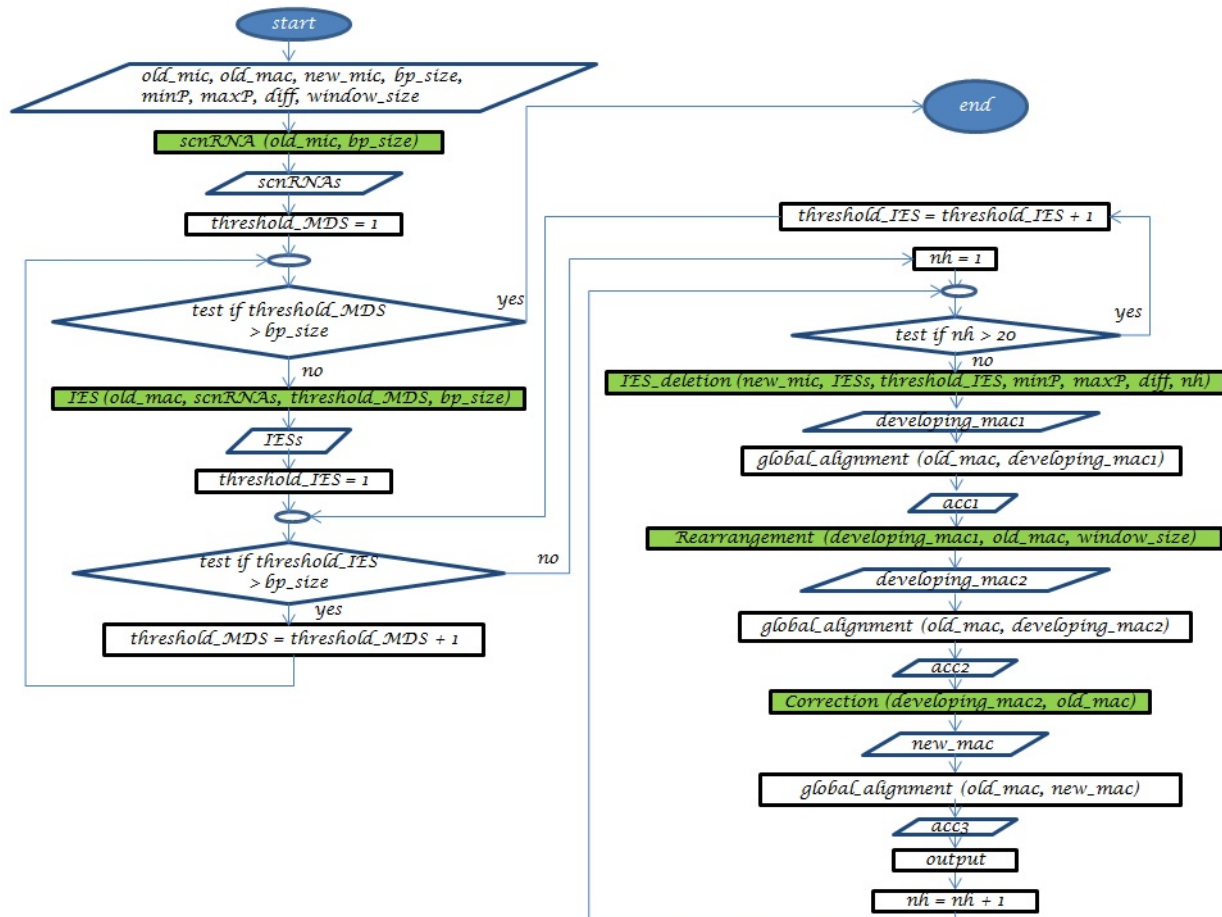 start
old_mic, old_mac, new_mic, bp_size,
minP, maxP, diff, window_size
scnRNA (old_mic, bp_size)
scnRNAs
threshold_MDS = 1
test if threshold_MDS
> bp_size
yes
no
IES (old_mac, scnRNAs, threshold_MDS, bp_size)
IESs
threshold_IES = 1
test if threshold_IES
> bp_size
no
yes
threshold_MDS = threshold_MDS + 1
end
threshold_IES = threshold_IES + 1
nh = 1
test if nh > 20
yes
no
IES_deletion (new_mic, IESs, threshold_IES, minP, maxP, diff, nh)
developing_mac1
global_alignment (old_mac, developing_mac1)
acc1
Rearrangement (developing_mac1, old_mac, window_size)
developing_mac2
global_alignment (old_mac, developing_mac2)
acc2
Correction (developing_mac2, old_mac)
new_mac
global_alignment (old_mac, new_mac)
acc3
output
nh = nh + 1